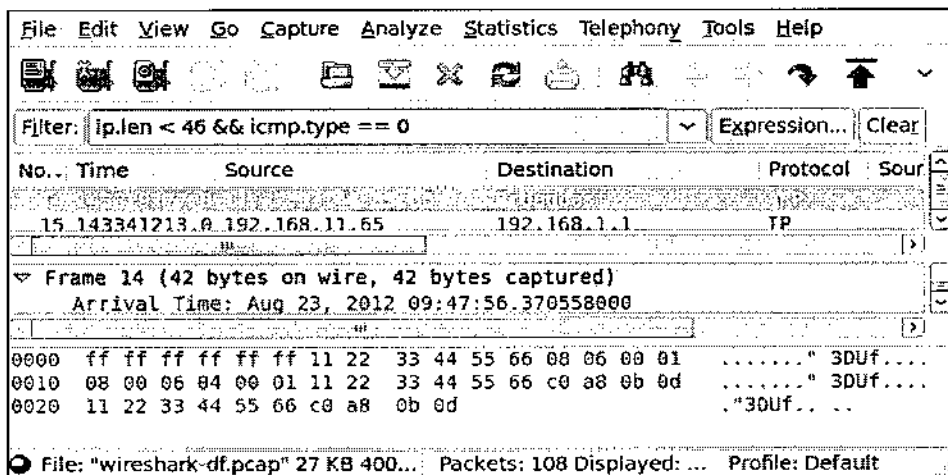 File Edit View Go Capture Analyze Statistics Telephony Tools Help
Filter: ip.len < 46 && icmp.type == 0 Expression... Clear
No.. Time Source Destination Protocol Sour
15 143341213.0 192.168.11.65 192.168.1.1 IP
Frame 14 (42 bytes on wire, 42 bytes captured)
Arrival Time: Aug 23, 2012 09:47:56.370558000
0000 ff ff ff ff ff ff 11 22 33 44 55 66 08 06 00 01 ......." 3DUf....
0010 08 00 06 04 00 01 11 22 33 44 55 66 c0 a8 0b 0d ......." 3DUf....
0020 11 22 33 44 55 66 c0 a8 0b 0d ."3DUf.. ..
File: "wireshark-df.pcap" 27 KB 400... Packets: 108 Displayed: ... Profile: Default